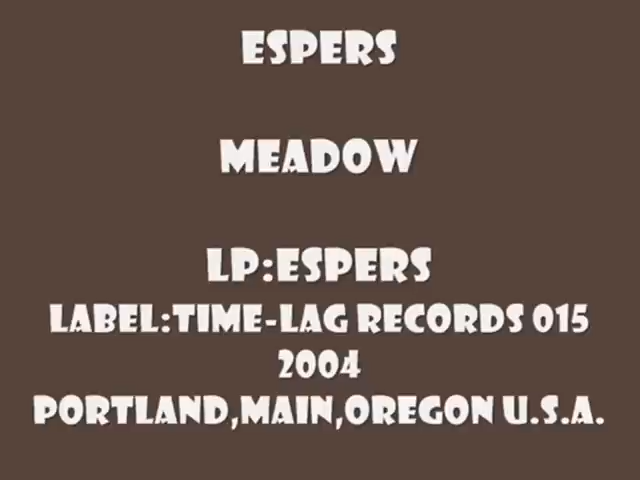 ESPERS
MEADOW
LP:ESPERS
LABEL:TIME-LAG RECORDS 015
2004
PORTLAND,MAIN,OREGON U.S.A.